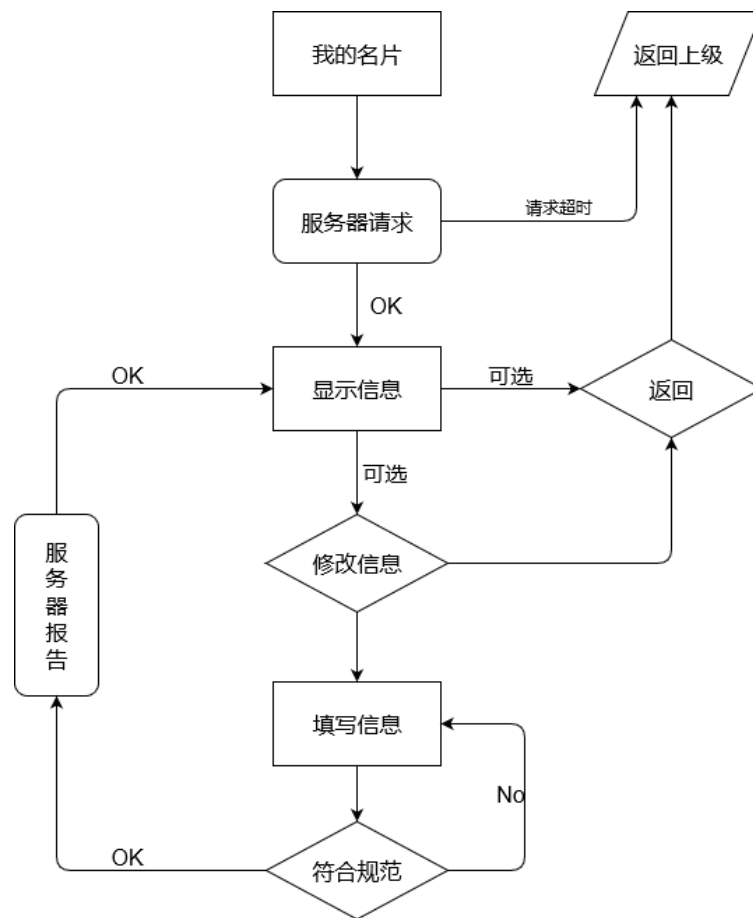 我的名片
返回上级
服务器请求
请求超时
OK
OK
显示信息
可选
返回
可选
服务器报告
修改信息
填写信息
No
OK
符合规范